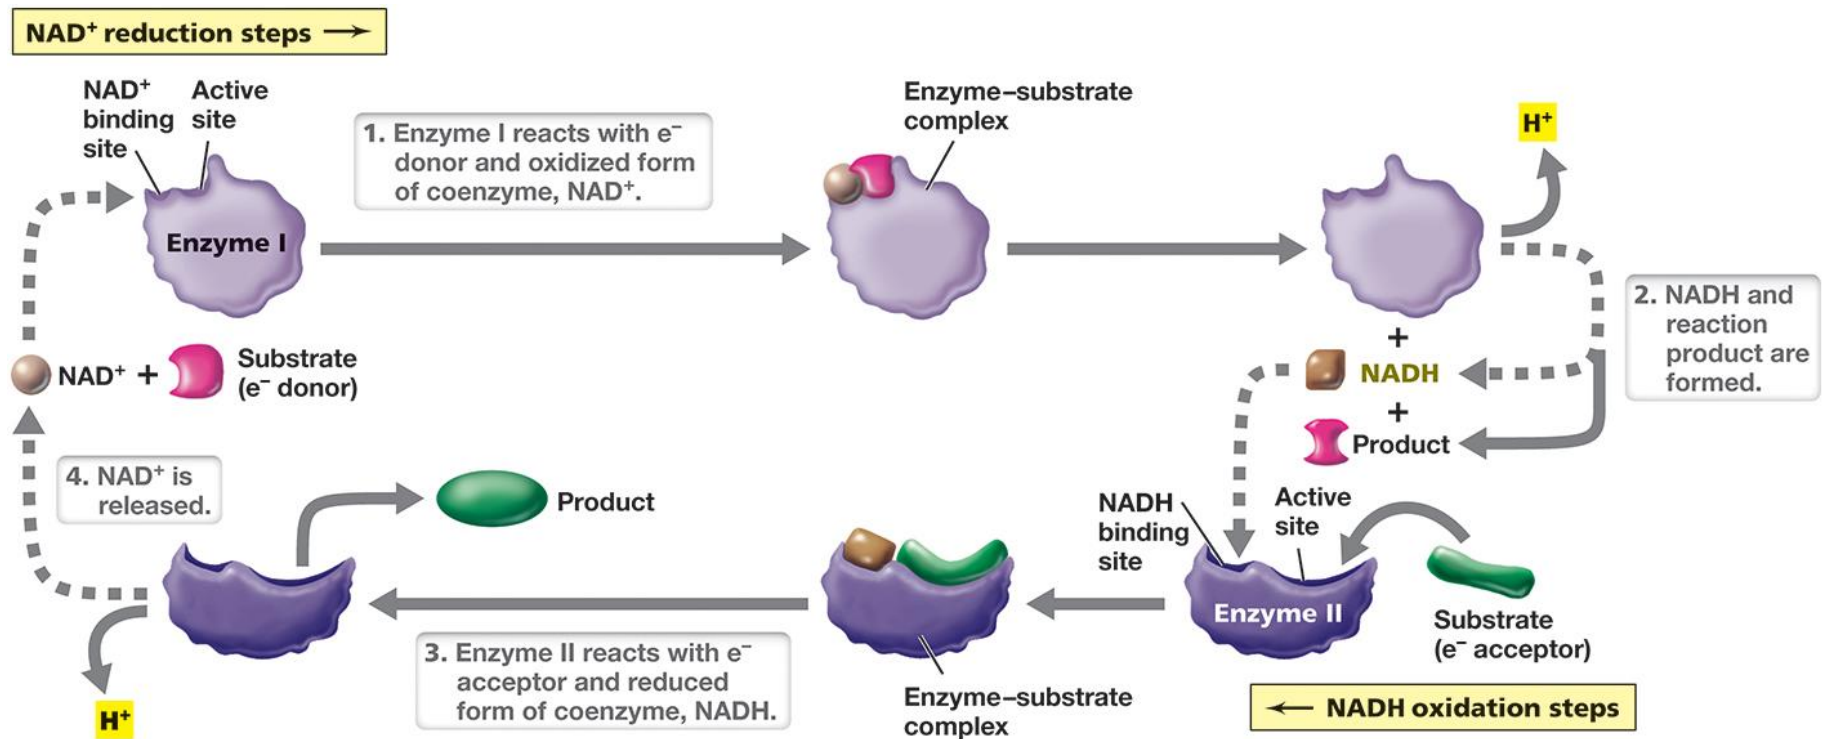 NAD⁺ reduction steps →
NAD⁺
binding
site
Active
site
Enzyme I
1. Enzyme I reacts with e⁻
donor and oxidized form
of coenzyme, NAD⁺.
Enzyme–substrate
complex
H⁺
2. NADH and
reaction
product are
formed.
+
NADH
+
Product
NAD⁺ +
Substrate
(e⁻ donor)
4. NAD⁺ is
released.
Product
NADH
binding
site
Active
site
Enzyme II
Substrate
(e⁻ acceptor)
3. Enzyme II reacts with e⁻
acceptor and reduced
form of coenzyme, NADH.
Enzyme–substrate
complex
H⁺
← NADH oxidation steps